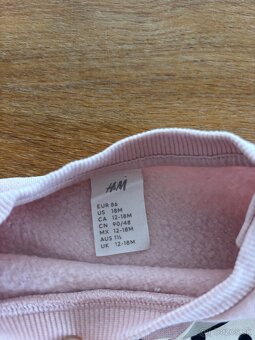 H&M
EUR 86
US 18M
CA 12-18M
CN 90/48
MX 12-18M
AUS 1½
UK 12-18M